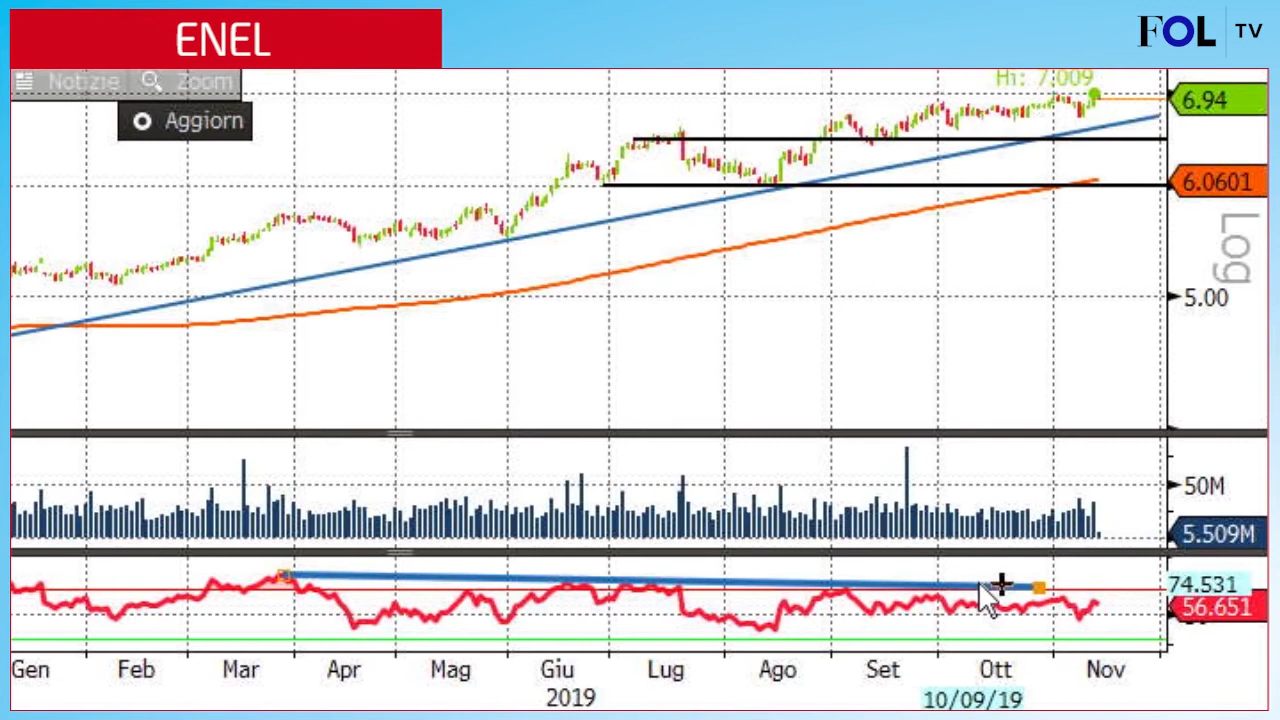 ENEL
FOL TV
Notizie Zoom
Aggiorn
Hi: 7.009
6.94
6.0601
Log
5.00
50M
5.509M
74.531
56.651
Gen Feb Mar Apr Mag Giu Lug Ago Set Ott Nov
2019
10/09/19